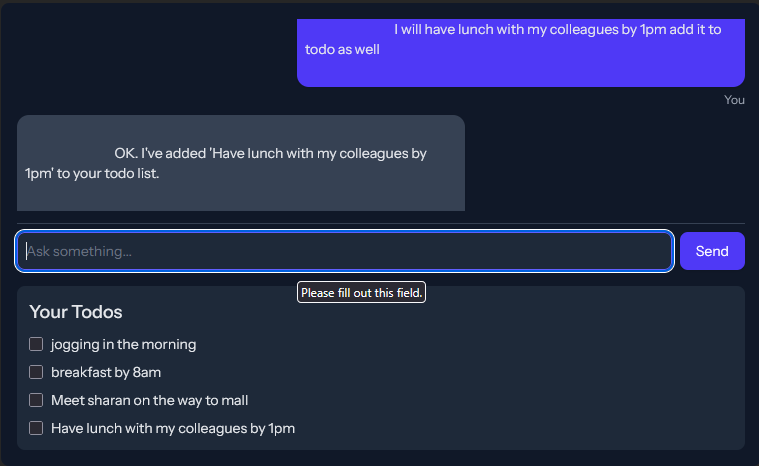 I will have lunch with my colleagues by 1pm add it to
todo as well
You
OK. I've added 'Have lunch with my colleagues by
1pm' to your todo list.
Ask something...
Send
Please fill out this field.
Your Todos
jogging in the morning
breakfast by 8am
Meet sharan on the way to mall
Have lunch with my colleagues by 1pm